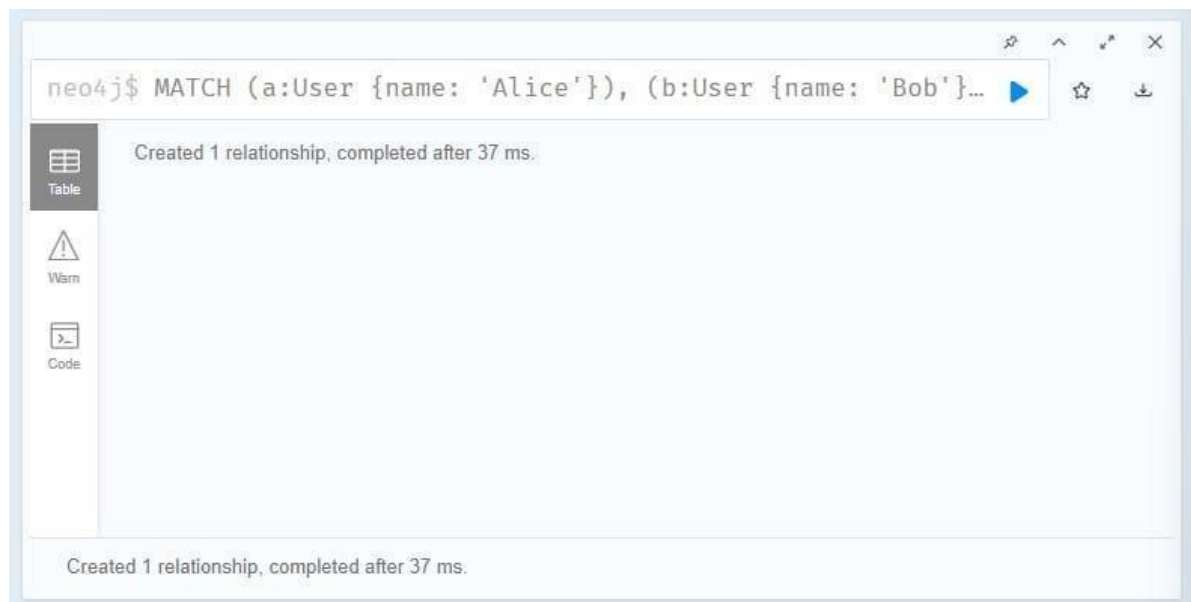 neo4j$ MATCH (a:User {name: 'Alice'}), (b:User {name: 'Bob'}…
Table
Created 1 relationship, completed after 37 ms.
Warn
Code
Created 1 relationship, completed after 37 ms.